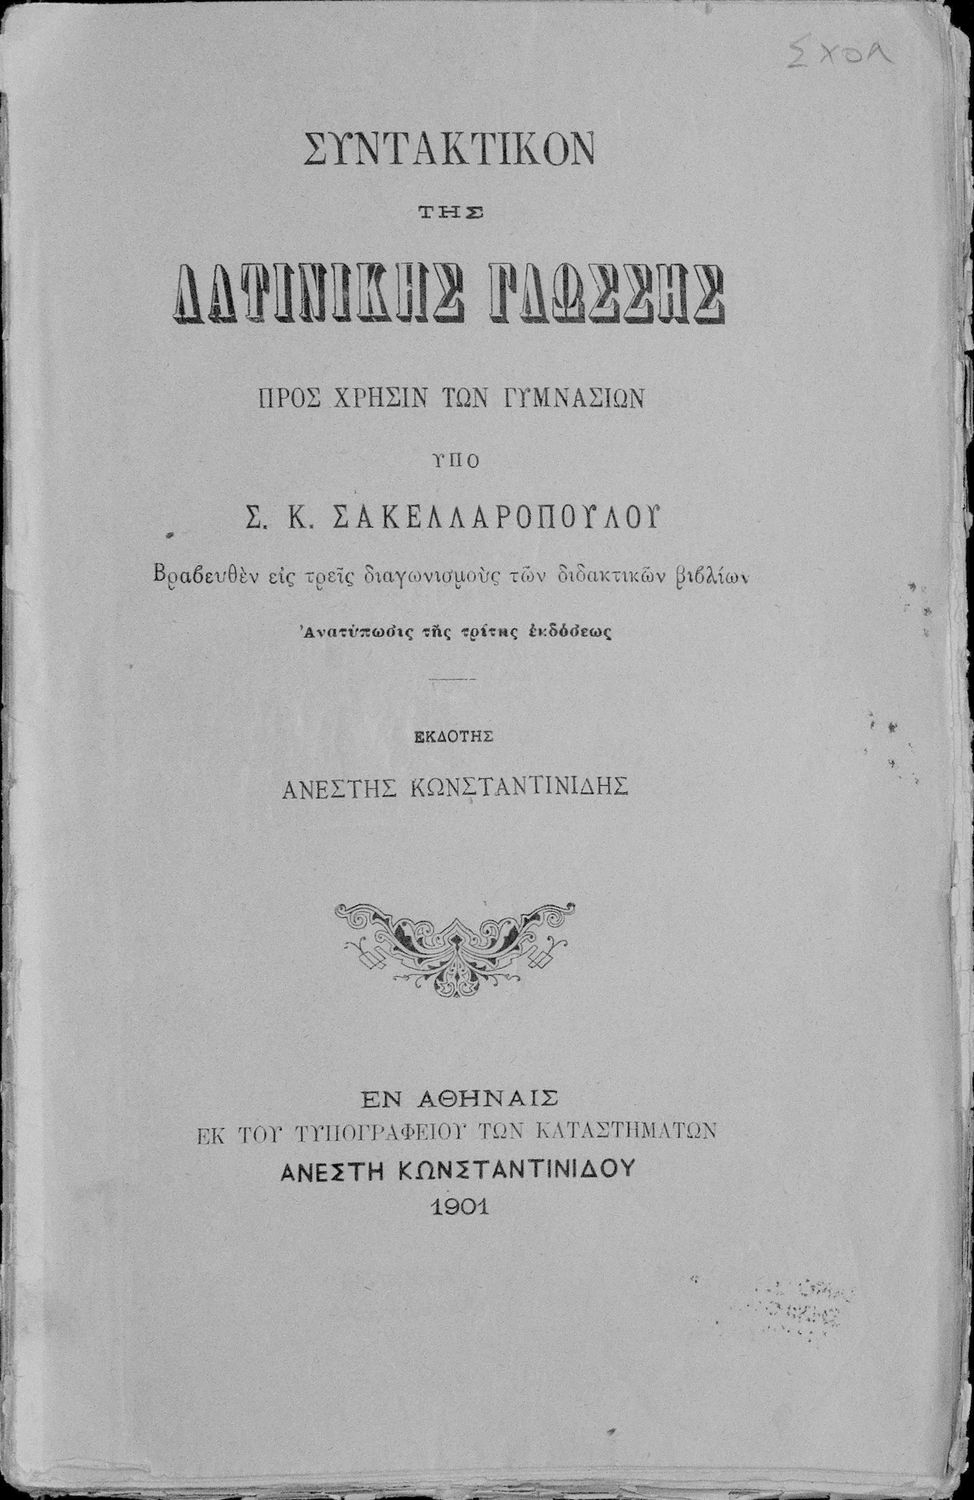 ΣΧΟΛ
ΣΥΝΤΑΚΤΙΚΟΝ
ΤΗΣ
ΛΑΤΙΝΙΚΗΣ ΓΛΩΣΣΗΣ
ΠΡΟΣ ΧΡΗΣΙΝ ΤΩΝ ΓΥΜΝΑΣΙΩΝ
ΥΠΟ
Σ. Κ. ΣΑΚΕΛΛΑΡΟΠΟΥΛΟΥ
Βραβευθὲν εἰς τρεῖς διαγωνισμοὺς τῶν διδακτικῶν βιβλίων
Ἀνατύπωσις τῆς τρίτης ἐκδόσεως
ΕΚΔΟΤΗΣ
ΑΝΕΣΤΗΣ ΚΩΝΣΤΑΝΤΙΝΙΔΗΣ
ΕΝ ΑΘΗΝΑΙΣ
ΕΚ ΤΟΥ ΤΥΠΟΓΡΑΦΕΙΟΥ ΤΩΝ ΚΑΤΑΣΤΗΜΑΤΩΝ
ΑΝΕΣΤΗ ΚΩΝΣΤΑΝΤΙΝΙΔΟΥ
1901